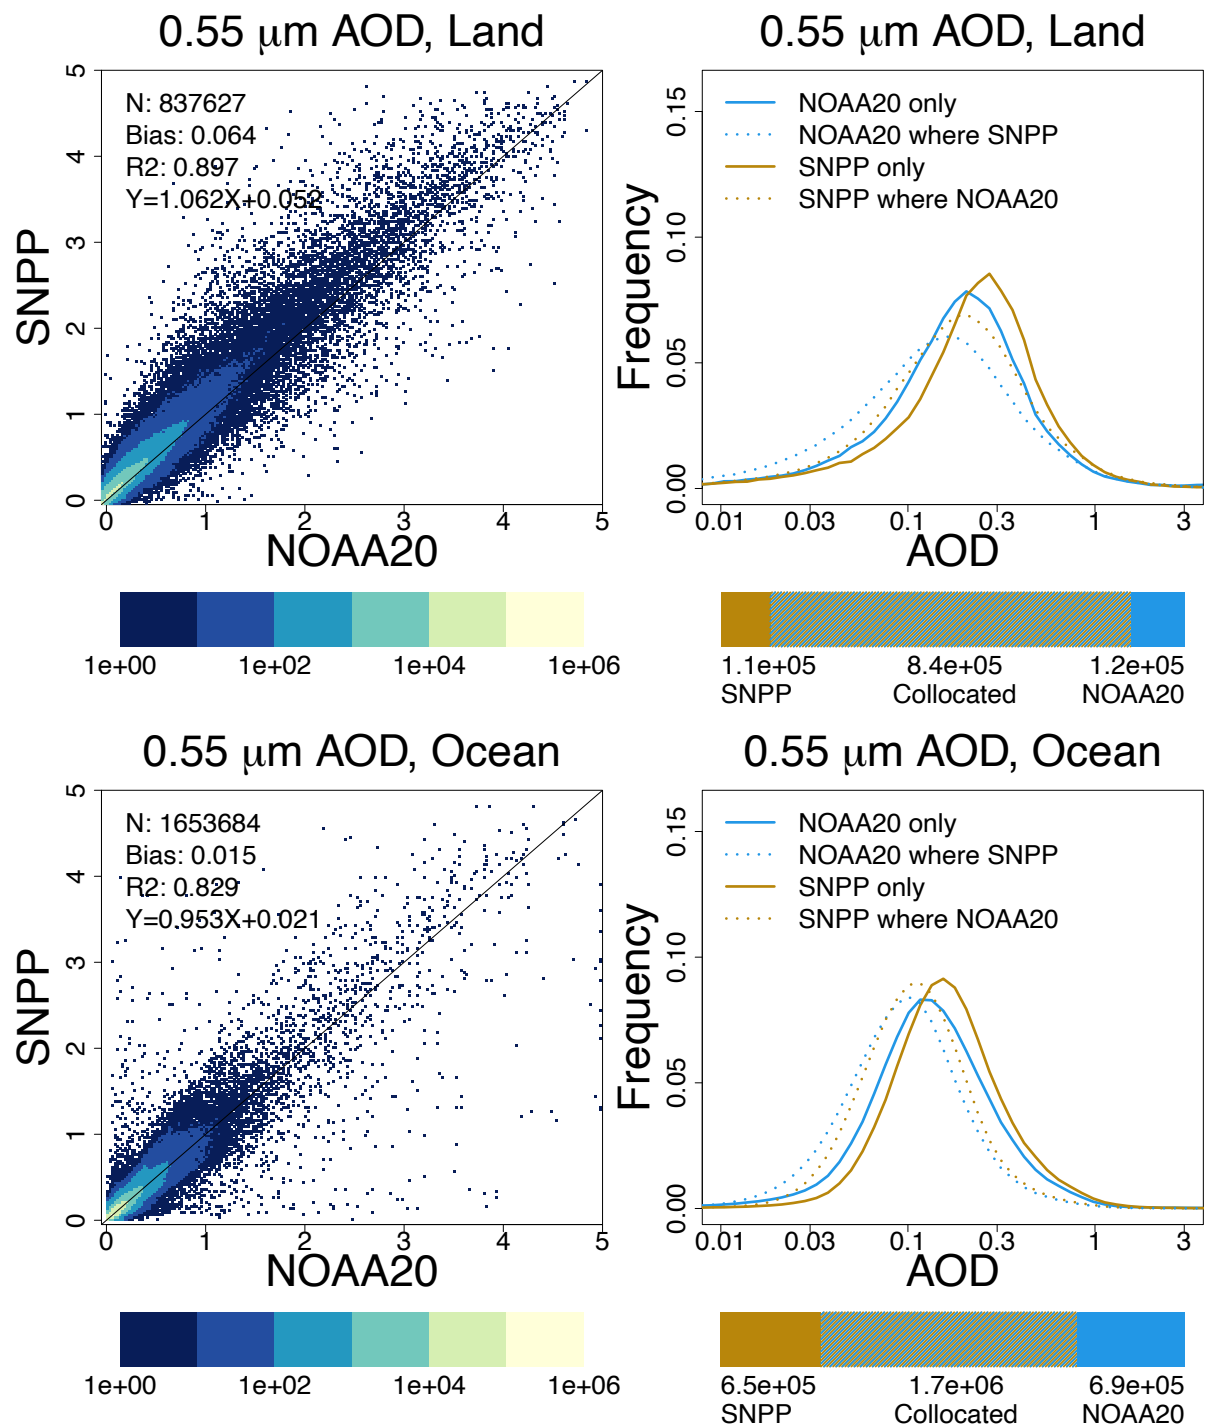 0.55 μm AOD, Land
N: 837627
Bias: 0.064
R2: 0.897
Y=1.062X+0.052
SNPP
0 1 2 3 4 5
0 1 2 3 4 5
NOAA20
1e+00 1e+02 1e+04 1e+06
0.55 μm AOD, Land
NOAA20 only
NOAA20 where SNPP
SNPP only
SNPP where NOAA20
Frequency
0.00 0.05 0.10 0.15
0.01 0.03 0.1 0.3 1 3
AOD
1.1e+05 8.4e+05 1.2e+05
SNPP Collocated NOAA20
0.55 μm AOD, Ocean
N: 1653684
Bias: 0.015
R2: 0.829
Y=0.953X+0.021
SNPP
0 1 2 3 4 5
0 1 2 3 4 5
NOAA20
1e+00 1e+02 1e+04 1e+06
0.55 μm AOD, Ocean
NOAA20 only
NOAA20 where SNPP
SNPP only
SNPP where NOAA20
Frequency
0.00 0.05 0.10 0.15
0.01 0.03 0.1 0.3 1 3
AOD
6.5e+05 1.7e+06 6.9e+05
SNPP Collocated NOAA20